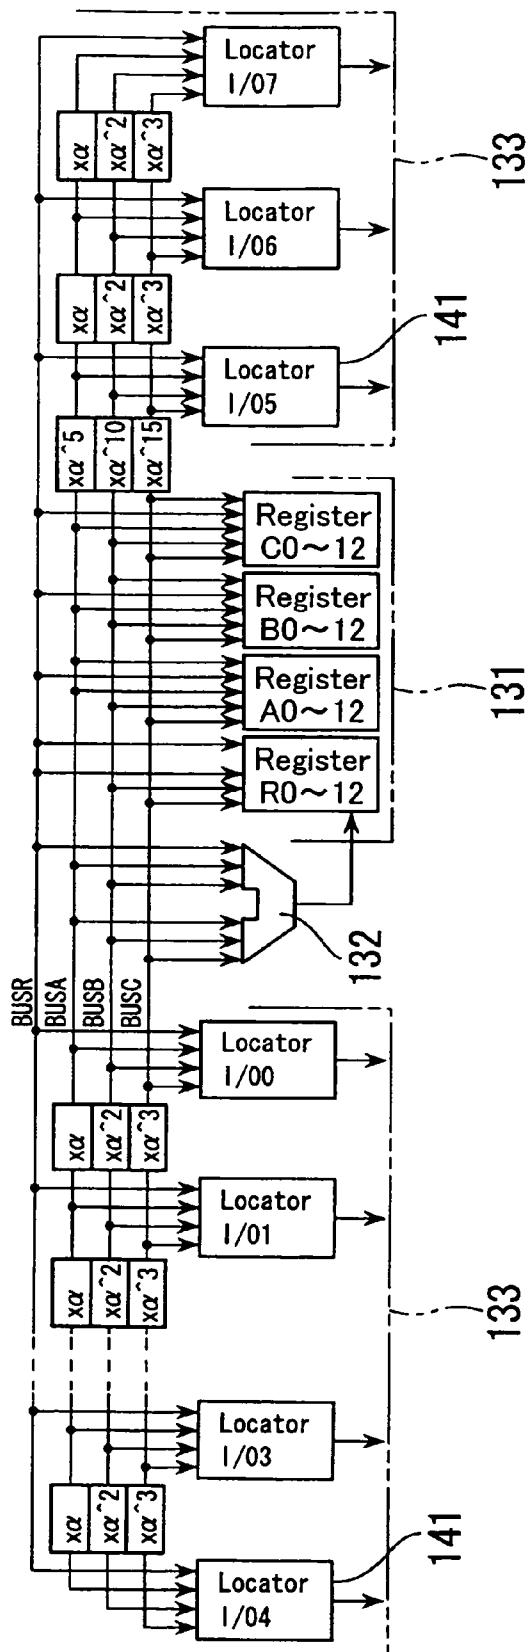 xα
xα^2
xα^3
Locator
I/07
xα
xα^2
xα^3
Locator
I/06
133
xα^5
xα^10
xα^15
Locator
I/05
141
Register
C0~12
Register
B0~12
Register
A0~12
Register
R0~12
131
132
BUSR
BUSA
BUSB
BUSC
Locator
I/00
xα
xα^2
xα^3
Locator
I/01
xα
xα^2
xα^3
133
Locator
I/03
xα
xα^2
xα^3
Locator
I/04
141